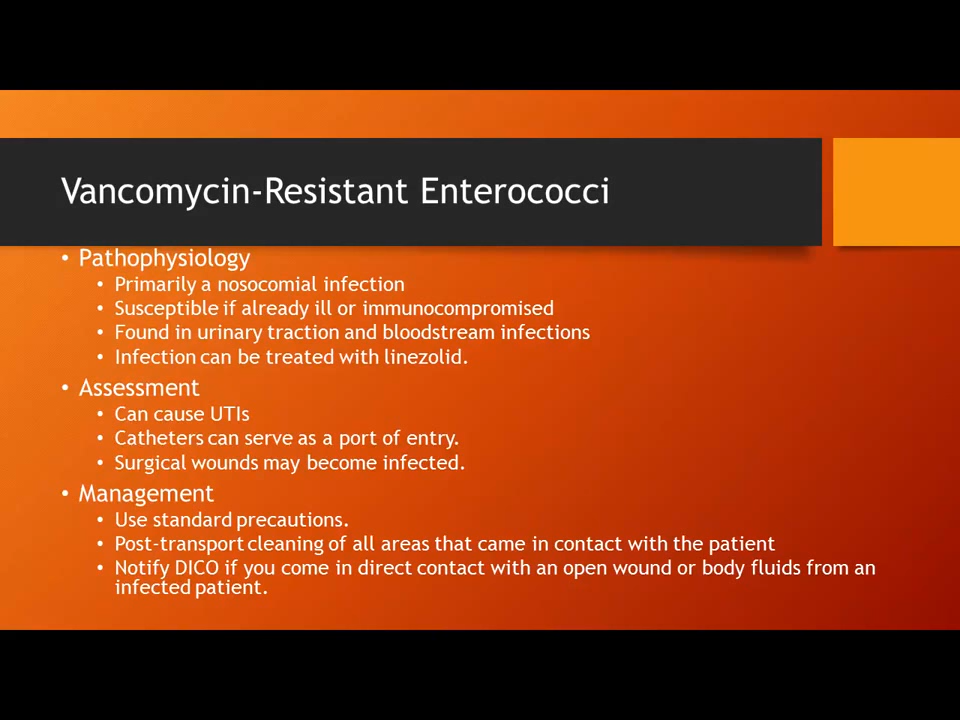 Vancomycin-Resistant Enterococci
• Pathophysiology
• Primarily a nosocomial infection
• Susceptible if already ill or immunocompromised
• Found in urinary traction and bloodstream infections
• Infection can be treated with linezolid.
• Assessment
• Can cause UTIs
• Catheters can serve as a port of entry.
• Surgical wounds may become infected.
• Management
• Use standard precautions.
• Post-transport cleaning of all areas that came in contact with the patient
• Notify DICO if you come in direct contact with an open wound or body fluids from an
infected patient.